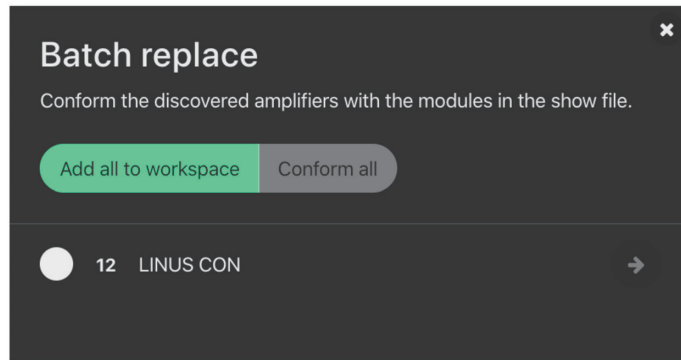 Batch replace
Conform the discovered amplifiers with the modules in the show file.
Add all to workspace Conform all
12 LINUS CON